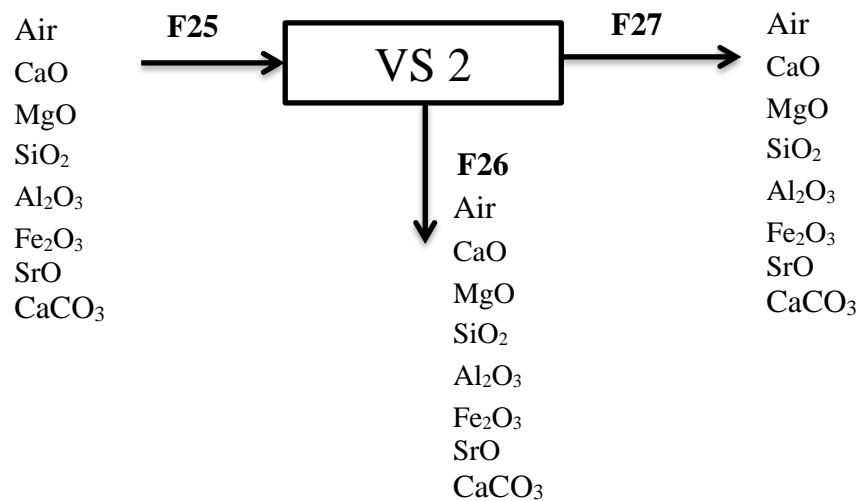 F25
Air
CaO
MgO
SiO₂
Al₂O₃
Fe₂O₃
SrO
CaCO₃
VS 2
F27
Air
CaO
MgO
SiO₂
Al₂O₃
Fe₂O₃
SrO
CaCO₃
F26
Air
CaO
MgO
SiO₂
Al₂O₃
Fe₂O₃
SrO
CaCO₃